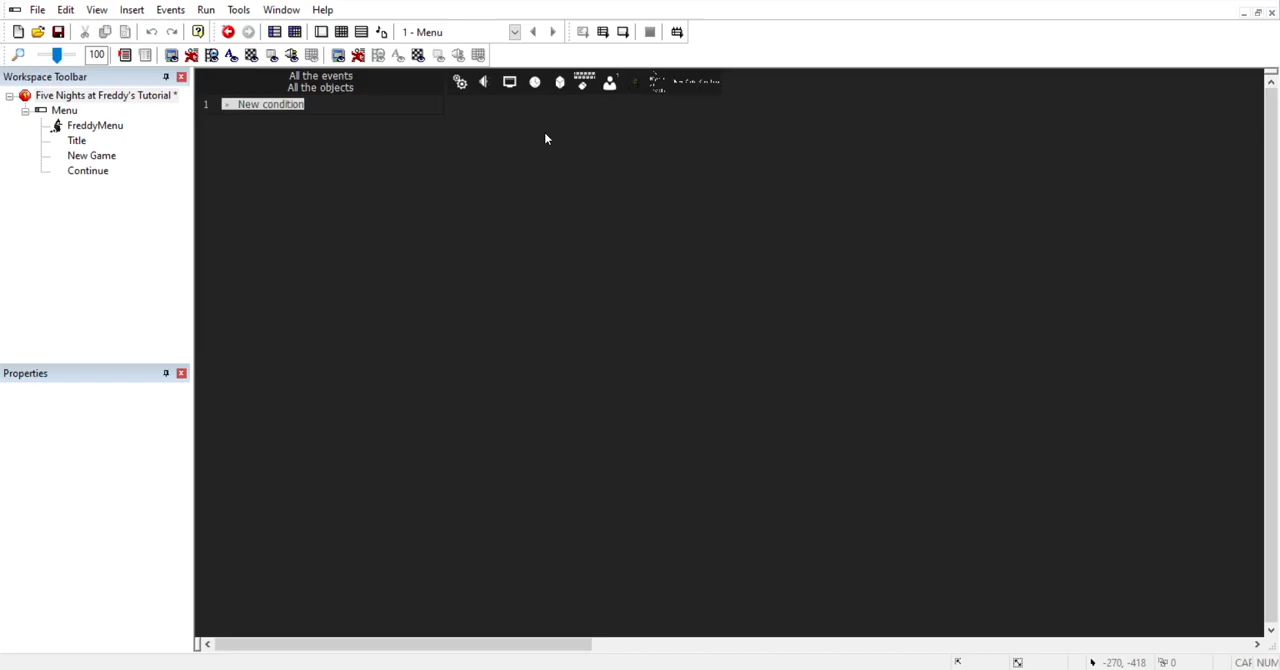 File Edit View Insert Events Run Tools Window Help
1 - Menu
100
Workspace Toolbar
Five Nights at Freddy's Tutorial *
Menu
FreddyMenu
Title
New Game
Continue
All the events
All the objects
1 New condition
Properties
-270, -418 0 CAF NUM